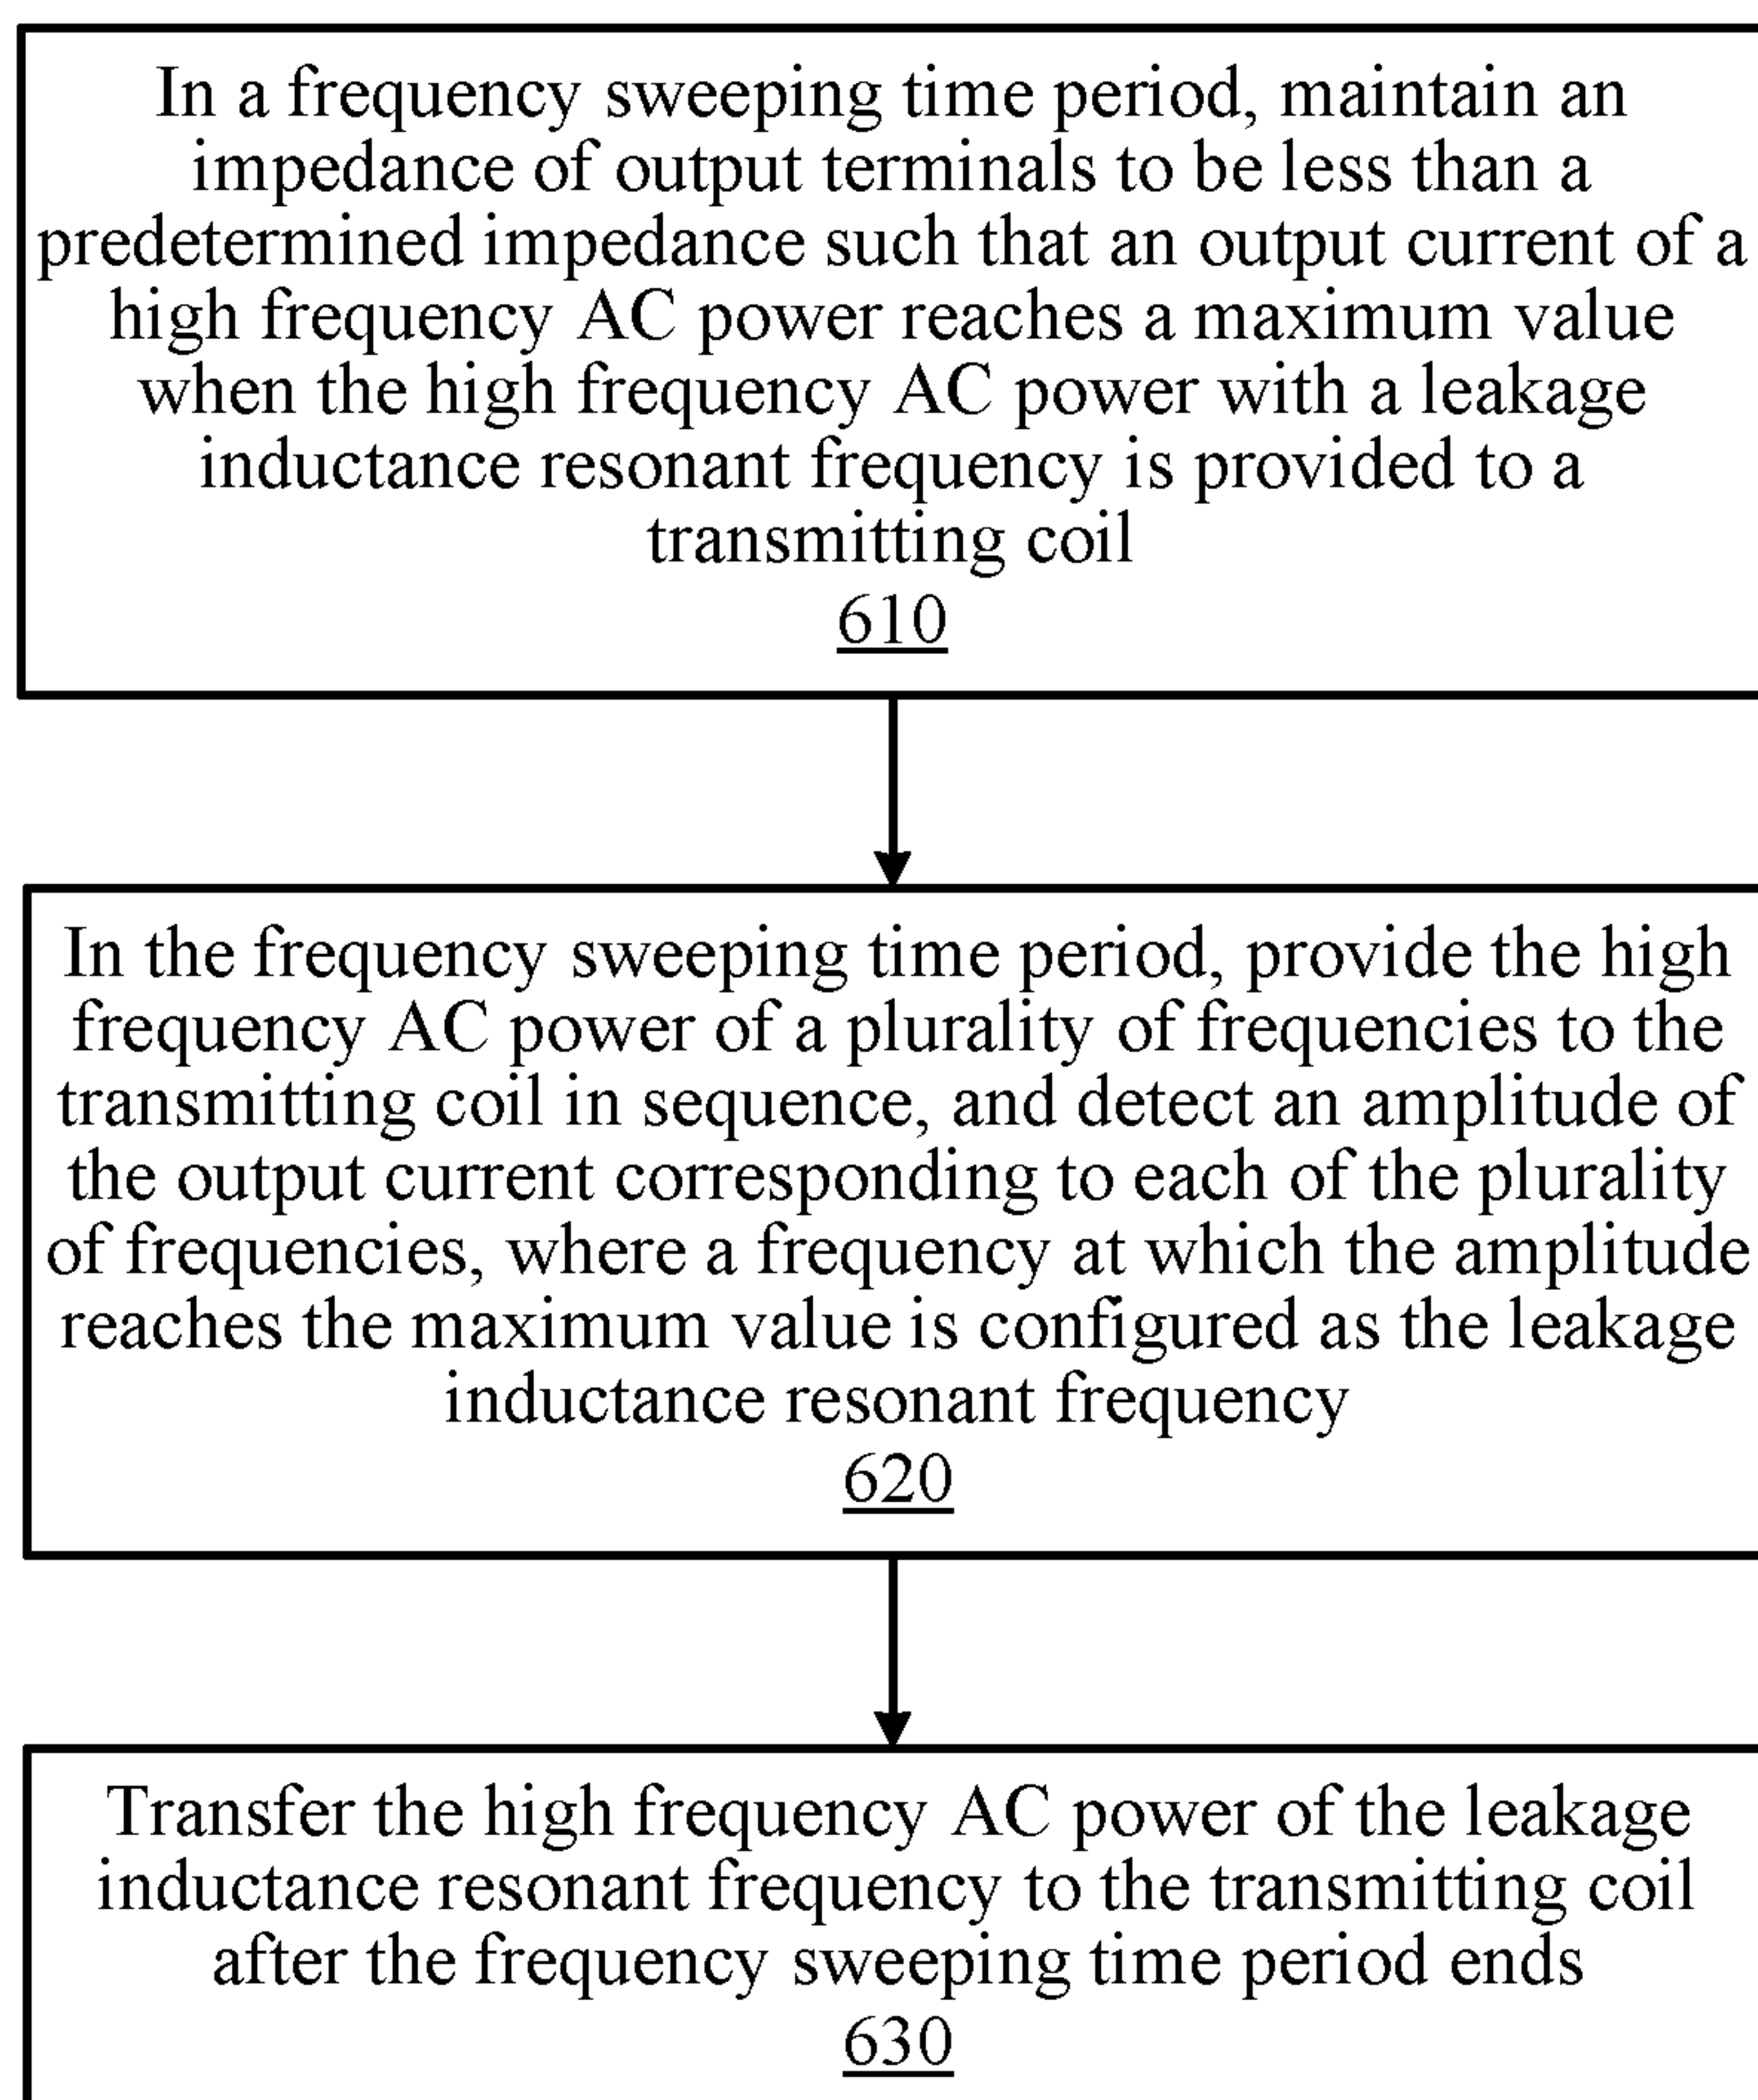 In a frequency sweeping time period, maintain an
impedance of output terminals to be less than a
predetermined impedance such that an output current of a
high frequency AC power reaches a maximum value
when the high frequency AC power with a leakage
inductance resonant frequency is provided to a
transmitting coil
610
In the frequency sweeping time period, provide the high
frequency AC power of a plurality of frequencies to the
transmitting coil in sequence, and detect an amplitude of
the output current corresponding to each of the plurality
of frequencies, where a frequency at which the amplitude
reaches the maximum value is configured as the leakage
inductance resonant frequency
620
Transfer the high frequency AC power of the leakage
inductance resonant frequency to the transmitting coil
after the frequency sweeping time period ends
630